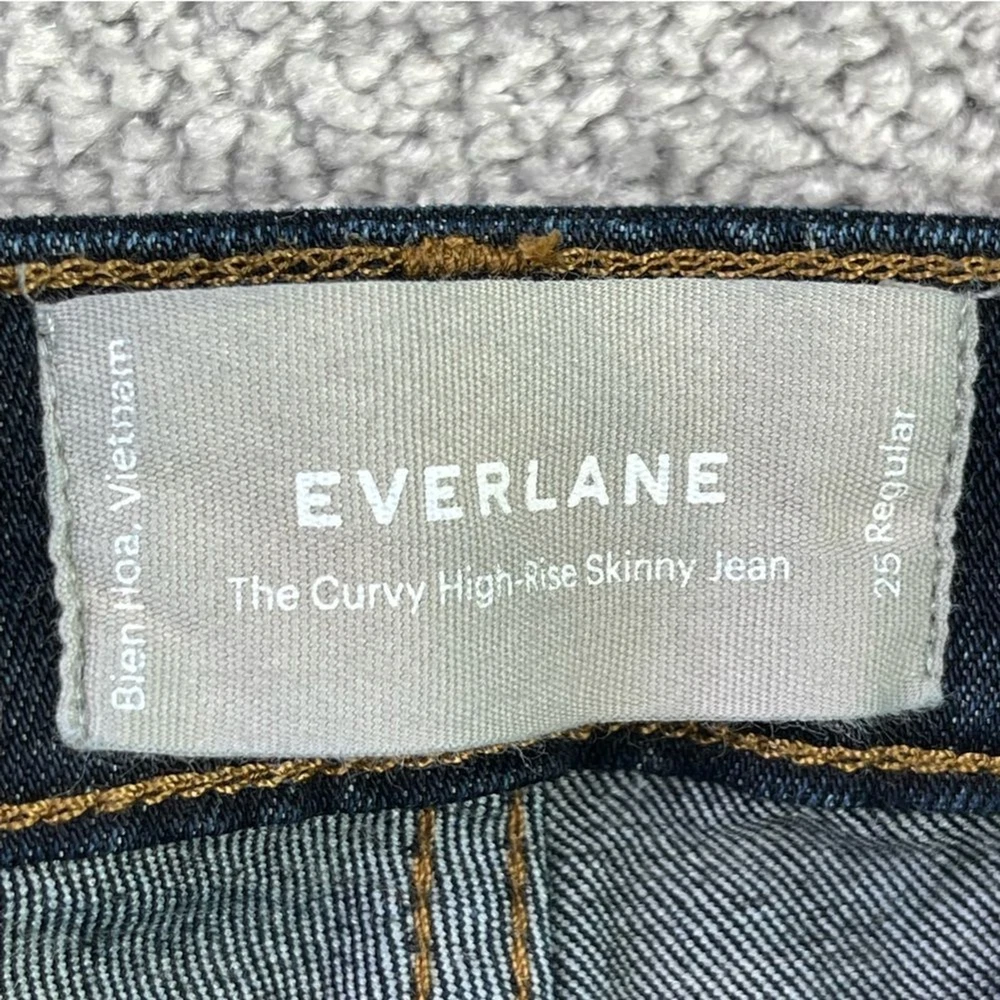 Bien Hoa, Vietnam
EVERLANE
The Curvy High-Rise Skinny Jean
25 Regular